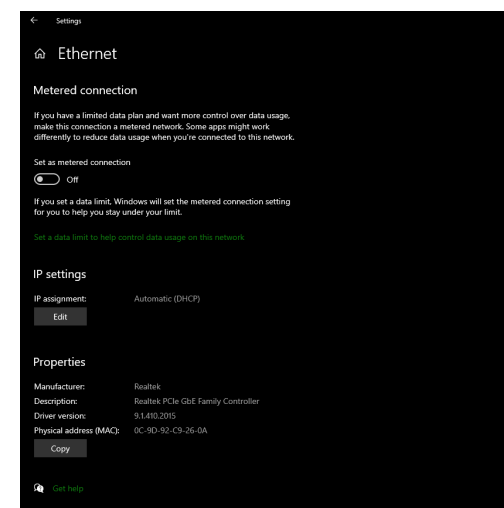 Settings
Ethernet
Metered connection
If you have a limited data plan and want more control over data usage,
make this connection a metered network. Some apps might work
differently to reduce data usage when you're connected to this network.
Set as metered connection
Off
If you set a data limit, Windows will set the metered connection setting
for you to help you stay under your limit.
Set a data limit to help control data usage on this network
IP settings
IP assignment: Automatic (DHCP)
Edit
Properties
Manufacturer: Realtek
Description: Realtek PCIe GbE Family Controller
Driver version: 9.1.410.2015
Physical address (MAC): 0C-9D-92-C9-26-0A
Copy
Get help